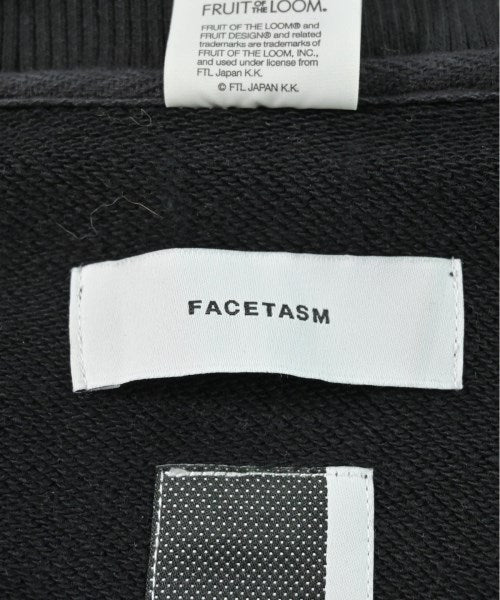 FRUIT OF THE LOOM®
FRUIT OF THE LOOM® and
FRUIT DESIGN® and related
trademarks are trademarks of
FRUIT OF THE LOOM, INC.,
and used under license from
FTL Japan K.K.
© FTL JAPAN K.K.
FACETASM